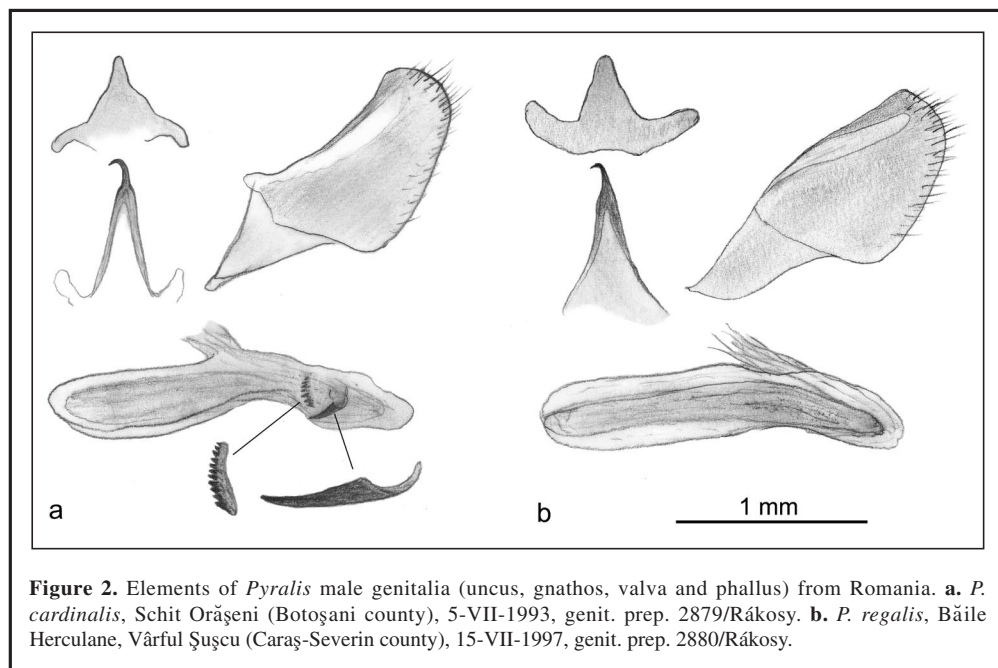 a
b
1 mm
Figure 2. Elements of Pyralis male genitalia (uncus, gnathos, valva and phallus) from Romania. a. P.
cardinalis, Schit Orăşeni (Botoşani county), 5-VII-1993, genit. prep. 2879/Rákosy. b. P. regalis, Băile
Herculane, Vârful Şuşcu (Caraş-Severin county), 15-VII-1997, genit. prep. 2880/Rákosy.